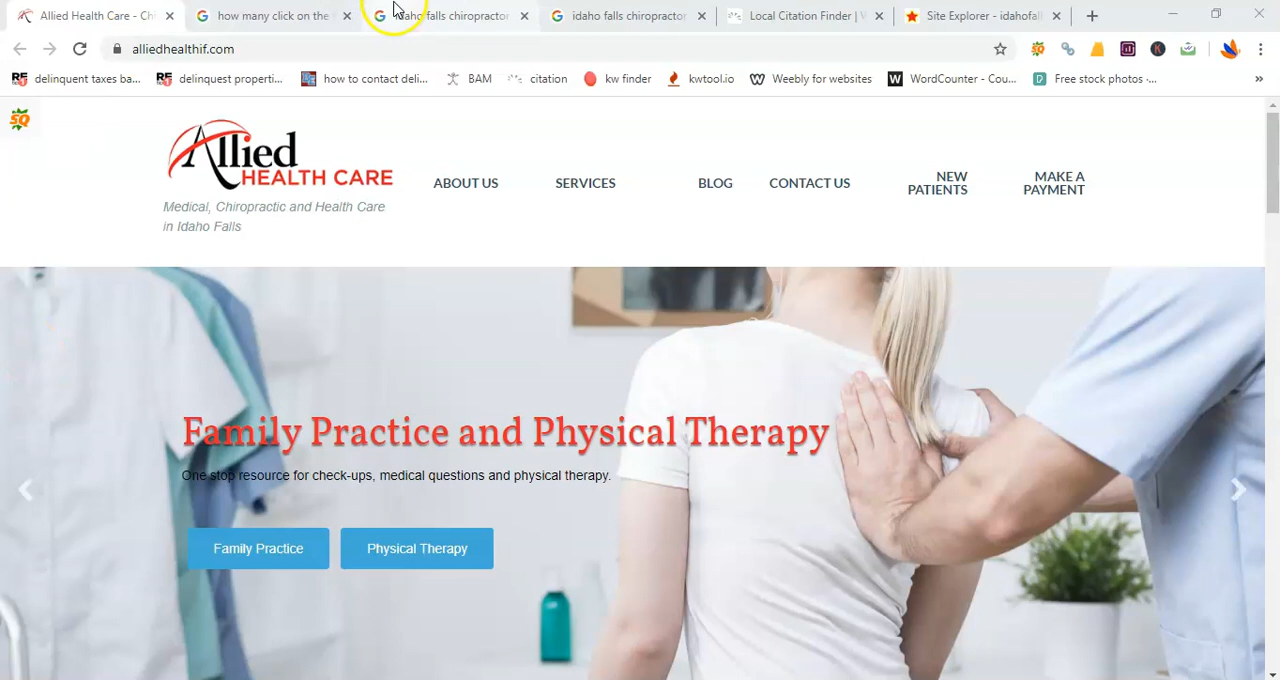 Allied Health Care - Chi
how many click on the
idaho falls chiropractor
idaho falls chiropractor
Local Citation Finder | W
Site Explorer - idahofal
alliedhealthif.com
delinquent taxes ba...
delinquest properti...
how to contact deli...
BAM
citation
kw finder
kwtool.io
Weebly for websites
W
WordCounter - Cou...
Free stock photos -...
»
SQ
Allied
HEALTH CARE
Medical, Chiropractic and Health Care
in Idaho Falls
ABOUT US
SERVICES
BLOG
CONTACT US
NEW
PATIENTS
MAKE A
PAYMENT
Family Practice and Physical Therapy
One stop resource for check-ups, medical questions and physical therapy.
Family Practice
Physical Therapy